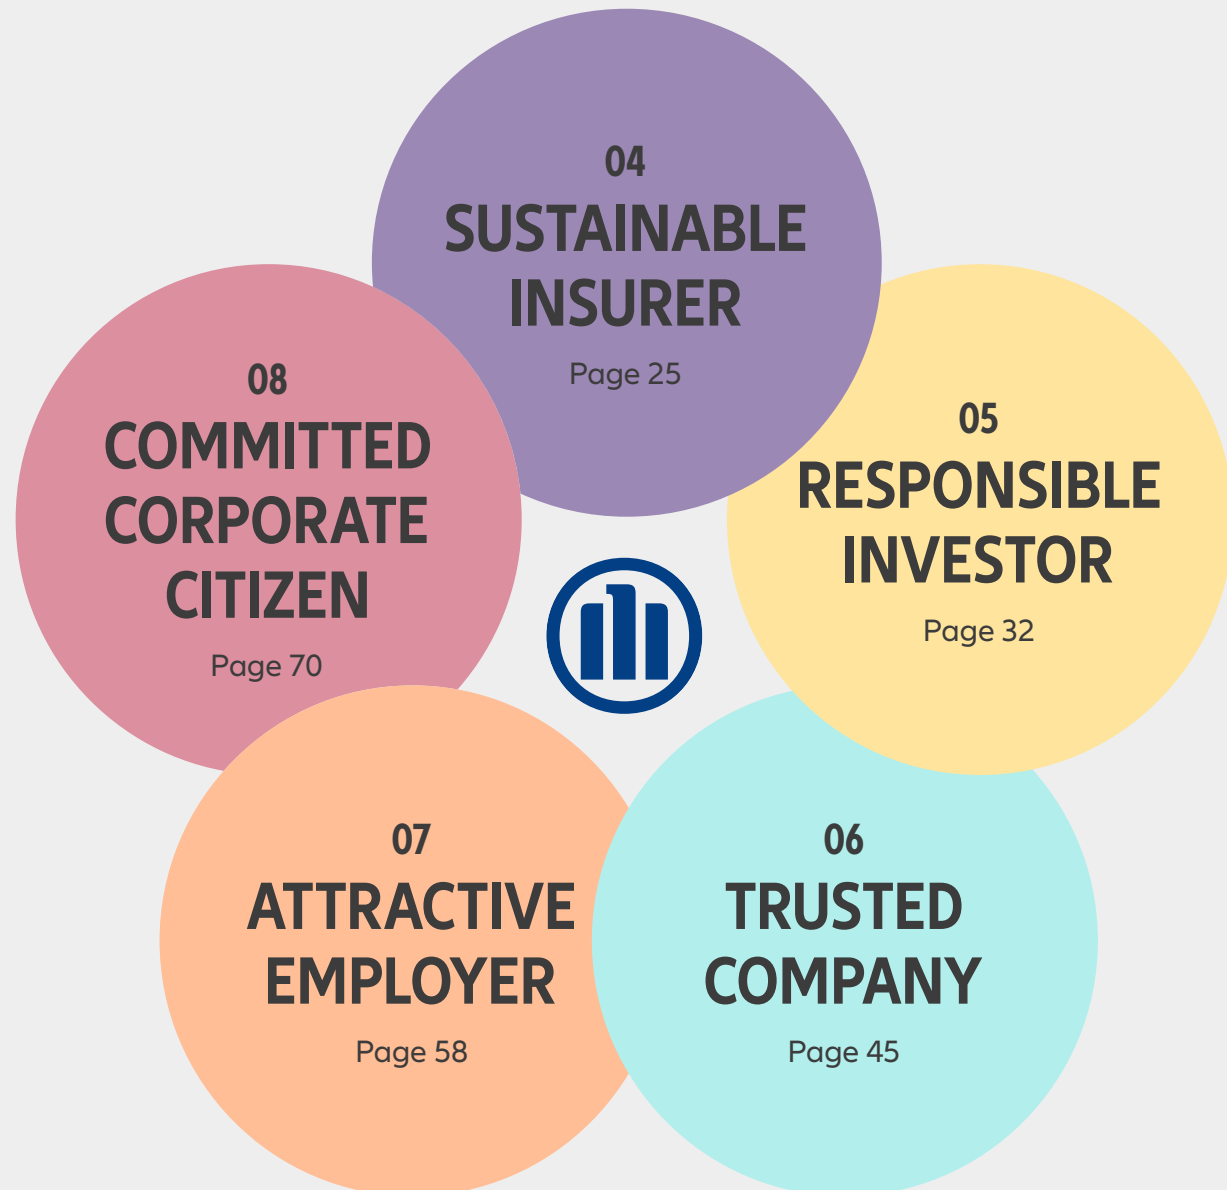 04
SUSTAINABLE
INSURER
Page 25
05
RESPONSIBLE
INVESTOR
Page 32
06
TRUSTED
COMPANY
Page 45
07
ATTRACTIVE
EMPLOYER
Page 58
08
COMMITTED
CORPORATE
CITIZEN
Page 70